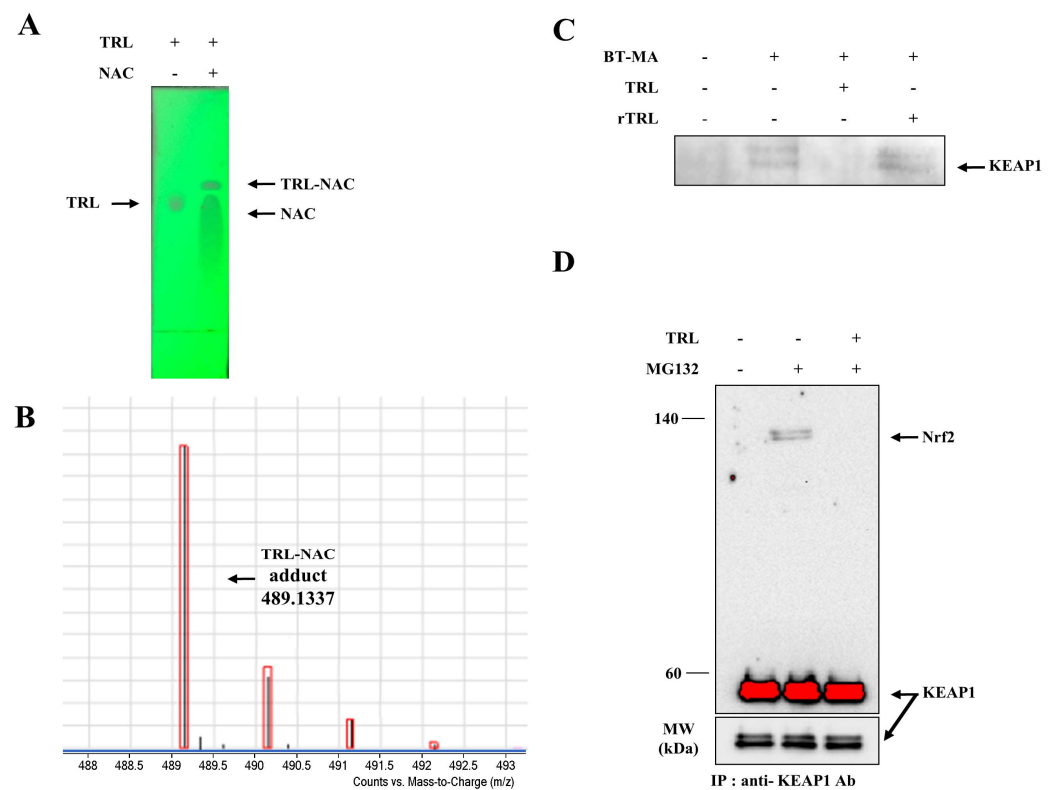 A
TRL + +
NAC - +
TRL
TRL-NAC
NAC
B
TRL-NAC
adduct
489.1337
488 488.5 489 489.5 490 490.5 491 491.5 492 492.5 493
Counts vs. Mass-to-Charge (m/z)
C
BT-MA - + + +
TRL - - + -
rTRL - - - +
KEAP1
D
TRL - - +
MG132 - + +
140
Nrf2
60
KEAP1
MW
(kDa)
IP : anti- KEAP1 Ab